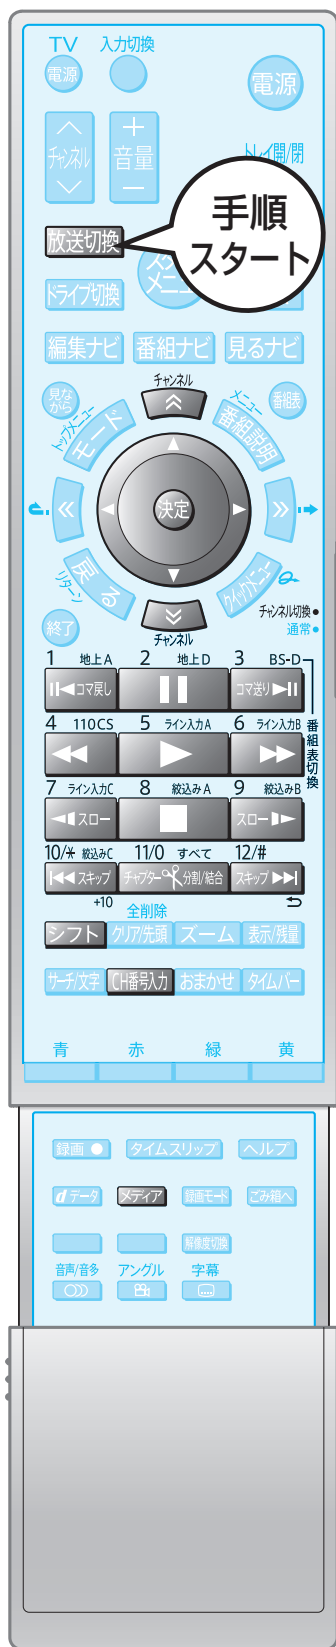 TV 入力切換
電源
電源
チャンネル
+
音量
−
トレイ開/閉
手順
スタート
放送切換
ドライブ切換
編集ナビ 番組ナビ 見るナビ
見ながら
チャンネル
番組表
トップメニュー
モード
メニュー
番組説明
決定
リターン
戻る
クイックメニュー
終了
チャンネル
チャンネル切換●
通常●
1 地上A 2 地上D 3 BS-D
コマ戻し コマ送り
4 110CS 5 ライン入力A 6 ライン入力B
番組表切換
7 ライン入力C 8 絞込みA 9 絞込みB
スロー スロー
10/* 絞込みC 11/0 すべて 12/#
スキップ チャプター 分割/結合 スキップ
+10
全削除
シフト クリア/先頭 ズーム 表示/残量
サーチ/文字 CH番号入力 おまかせ タイムバー
青 赤 緑 黄
録画● タイムスリップ ヘルプ
dデータ メディア 録画モード ごみ箱へ
解像度切換
音声/音多 アングル 字幕